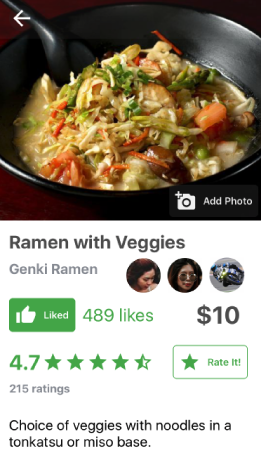 Add Photo
Ramen with Veggies
Genki Ramen
Liked 489 likes $10
4.7 Rate It!
215 ratings
Choice of veggies with noodles in a
tonkatsu or miso base.